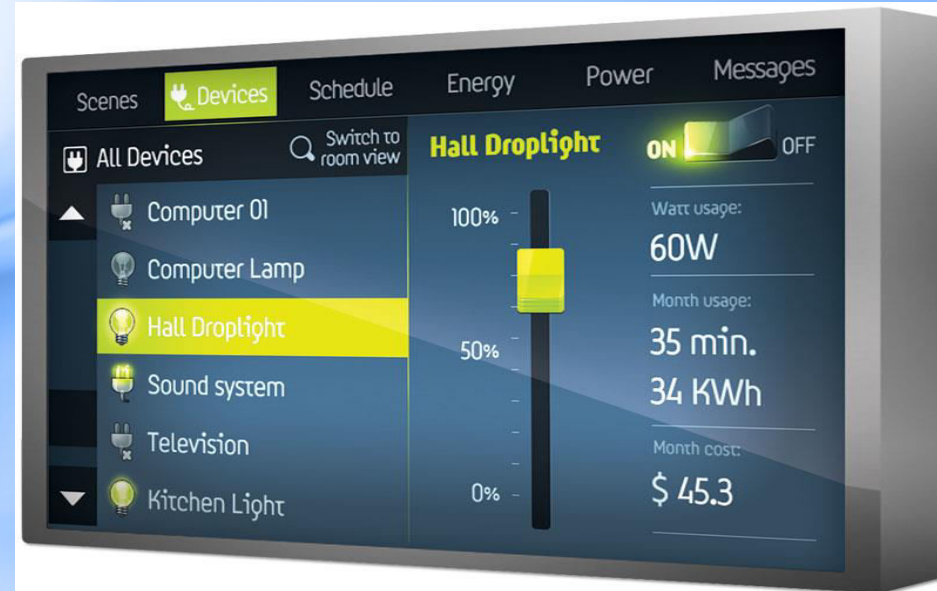 Scenes Devices Schedule Energy Power Messages
All Devices
Switch to
room view
Computer 01
Computer Lamp
Hall Droplight
Sound system
Television
Kitchen Light
Hall Droplight
ON OFF
100%
50%
0%
Watt usage:
60W
Month usage:
35 min.
34 KWh
Month cost:
$ 45.3